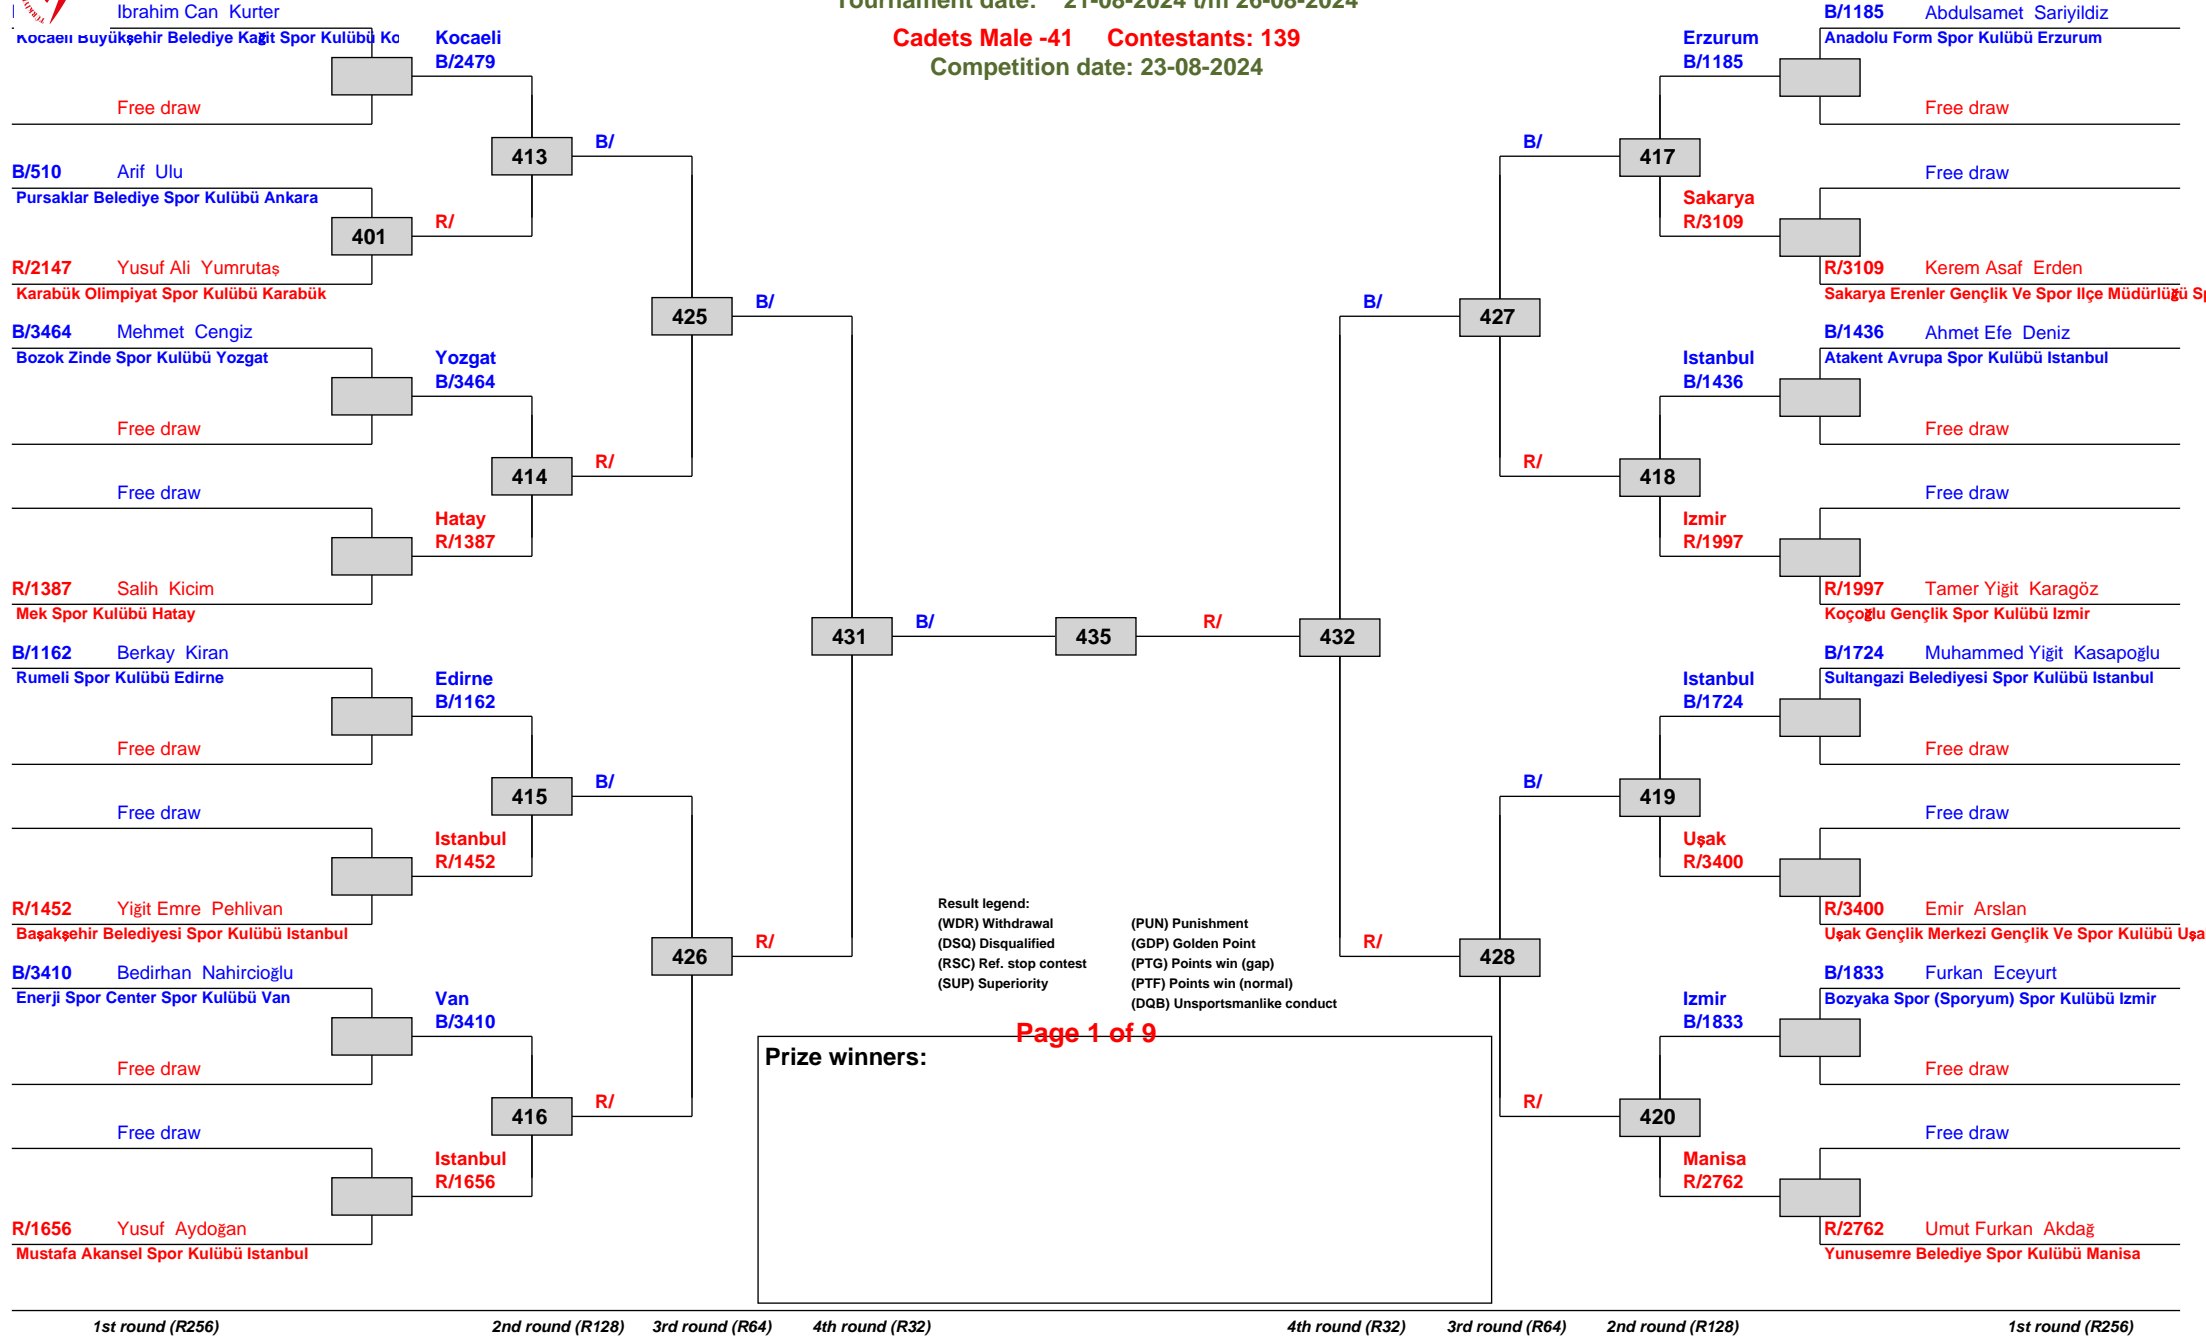 Tournament date: 21-08-2024 t/m 26-08-2024
Cadets Male -41 Contestants: 139
Competition date: 23-08-2024
Ibrahim Can Kurter
Kocaeli Büyükşehir Belediye Kağit Spor Kulübü Ko
Free draw
B/510 Arif Ulu
Pursaklar Belediye Spor Kulübü Ankara
R/2147 Yusuf Ali Yumrutaş
Karabük Olimpiyat Spor Kulübü Karabük
B/3464 Mehmet Cengiz
Bozok Zinde Spor Kulübü Yozgat
Free draw
Free draw
R/1387 Salih Kicim
Mek Spor Kulübü Hatay
B/1162 Berkay Kiran
Rumeli Spor Kulübü Edirne
Free draw
Free draw
R/1452 Yiğit Emre Pehlivan
Başakşehir Belediyesi Spor Kulübü Istanbul
B/3410 Bedirhan Nahircioğlu
Enerji Spor Center Spor Kulübü Van
Free draw
Free draw
R/1656 Yusuf Aydoğan
Mustafa Akansel Spor Kulübü Istanbul
401
Kocaeli
B/2479
R/
Yozgat
B/3464
Hatay
R/1387
Edirne
B/1162
Istanbul
R/1452
Van
B/3410
Istanbul
R/1656
413
414
415
416
B/
R/
B/
R/
425
426
B/
R/
431
B/
435
R/
432
B/
R/
427
428
B/
R/
B/
R/
417
418
419
420
Erzurum
B/1185
Sakarya
R/3109
Istanbul
B/1436
Izmir
R/1997
Istanbul
B/1724
Uşak
R/3400
Izmir
B/1833
Manisa
R/2762
B/1185 Abdulsamet Sariyildiz
Anadolu Form Spor Kulübü Erzurum
Free draw
Free draw
R/3109 Kerem Asaf Erden
Sakarya Erenler Gençlik Ve Spor Ilçe Müdürlüğü Sp
B/1436 Ahmet Efe Deniz
Atakent Avrupa Spor Kulübü Istanbul
Free draw
Free draw
R/1997 Tamer Yiğit Karagöz
Koçoğlu Gençlik Spor Kulübü Izmir
B/1724 Muhammed Yiğit Kasapoğlu
Sultangazi Belediyesi Spor Kulübü Istanbul
Free draw
Free draw
R/3400 Emir Arslan
Uşak Gençlik Merkezi Gençlik Ve Spor Kulübü Uşa
B/1833 Furkan Eceyurt
Bozyaka Spor (Sporyum) Spor Kulübü Izmir
Free draw
Free draw
R/2762 Umut Furkan Akdağ
Yunusemre Belediye Spor Kulübü Manisa
Result legend:
(WDR) Withdrawal (PUN) Punishment
(DSQ) Disqualified (GDP) Golden Point
(RSC) Ref. stop contest (PTG) Points win (gap)
(SUP) Superiority (PTF) Points win (normal)
(DQB) Unsportsmanlike conduct
Page 1 of 9
Prize winners:
1st round (R256) 2nd round (R128) 3rd round (R64) 4th round (R32) 4th round (R32) 3rd round (R64) 2nd round (R128) 1st round (R256)